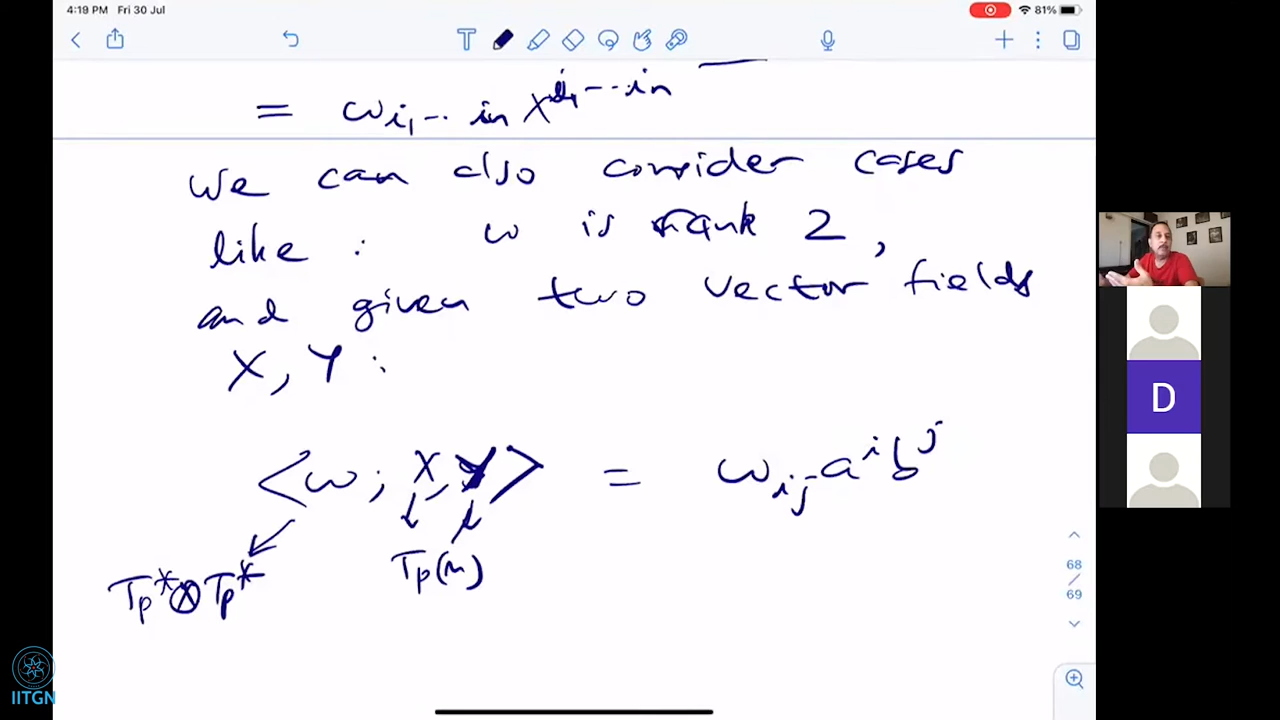 4:19 PM Fri 30 Jul
81%
= ω_{i_1 ... i_n} X^{i_1 ... i_n}
we can also consider cases
like : ω is rank 2 ,
and given two vector fields
X, Y :
<ω ; X, Y> = ω_{ij} a^i b^j
T_p^* ⊗ T_p^* T_p(M)
D
68
69
IITGN